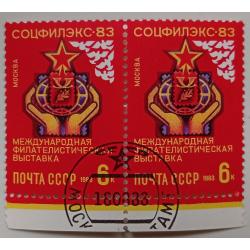 СОЦФИЛЭКС·83 СОЦФИЛЭКС·83
МОСКВА МОСКВА
МЕЖДУНАРОДНАЯ МЕЖДУНАРОДНАЯ
ФИЛАТЕЛИСТИЧЕСКАЯ ФИЛАТЕЛИСТИЧЕСКАЯ
ВЫСТАВКА ВЫСТАВКА
ПОЧТА СССР 1983 6к ПОЧТА СССР 1983 6к